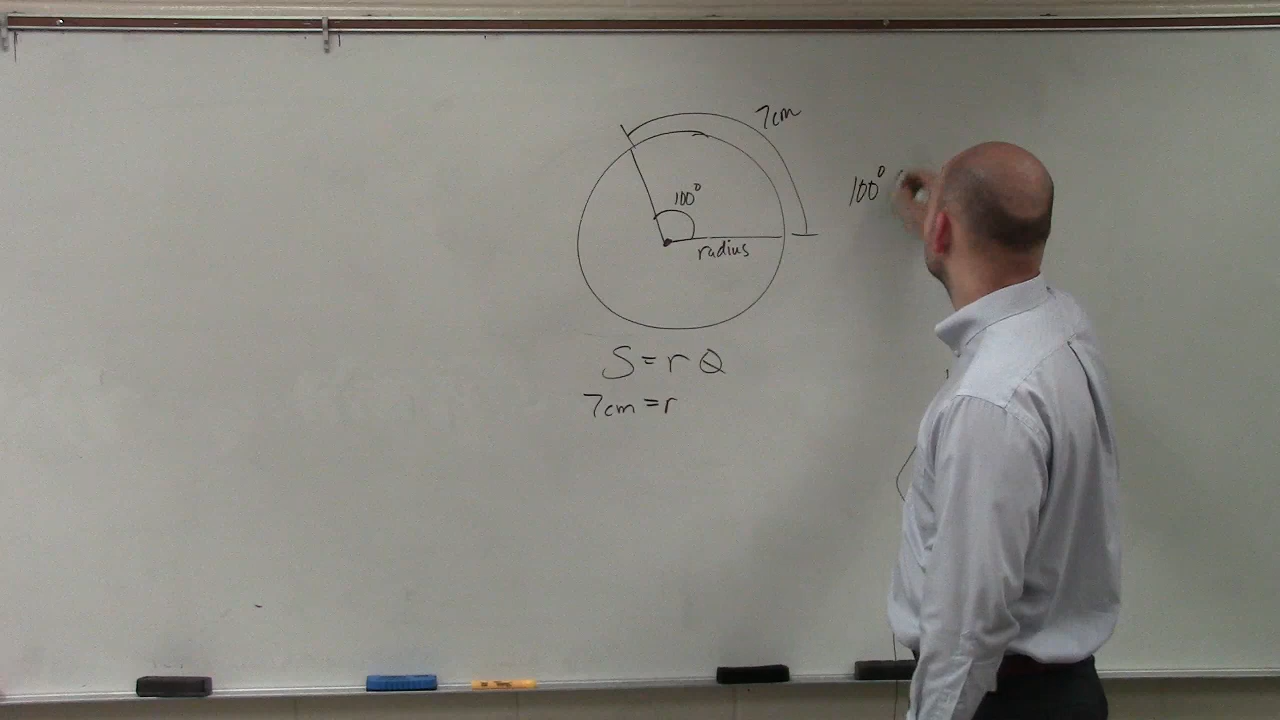 7cm
100°
100°
radius
S = r θ
7cm = r